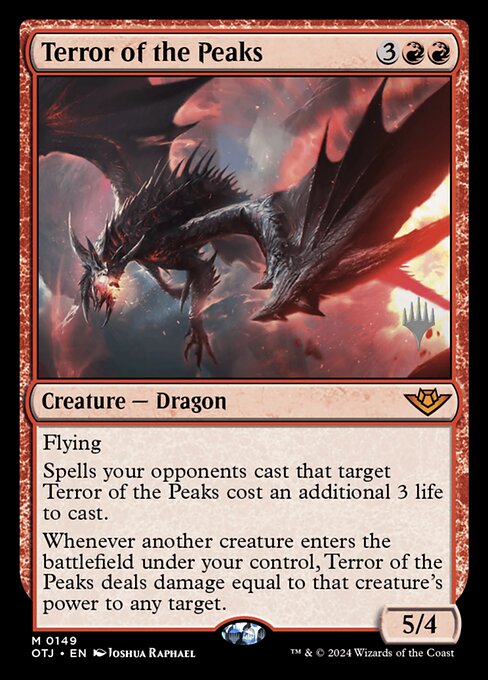 Terror of the Peaks 3
Creature — Dragon
Flying
Spells your opponents cast that target
Terror of the Peaks cost an additional 3 life
to cast.
Whenever another creature enters the
battlefield under your control, Terror of the
Peaks deals damage equal to that creature's
power to any target.
5/4
M 0149
OTJ • EN Joshua Raphael
™ & © 2024 Wizards of the Coast